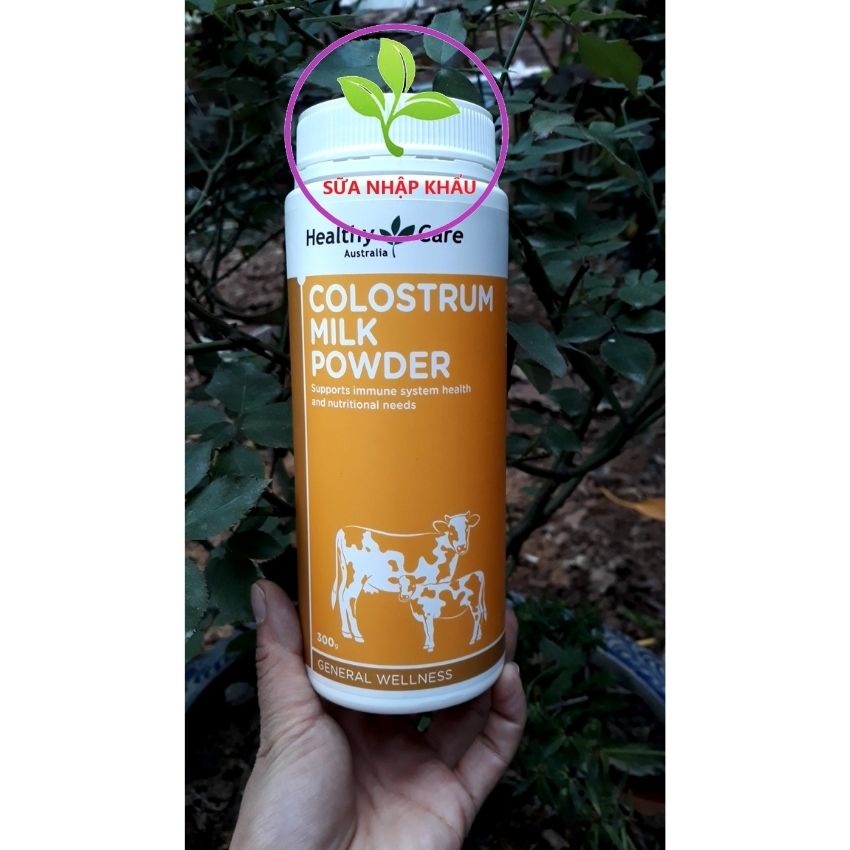 SỮA NHẬP KHẨU
Healthy Care
Australia
COLOSTRUM
MILK
POWDER
Supports immune system health
and nutritional needs
300g
GENERAL WELLNESS